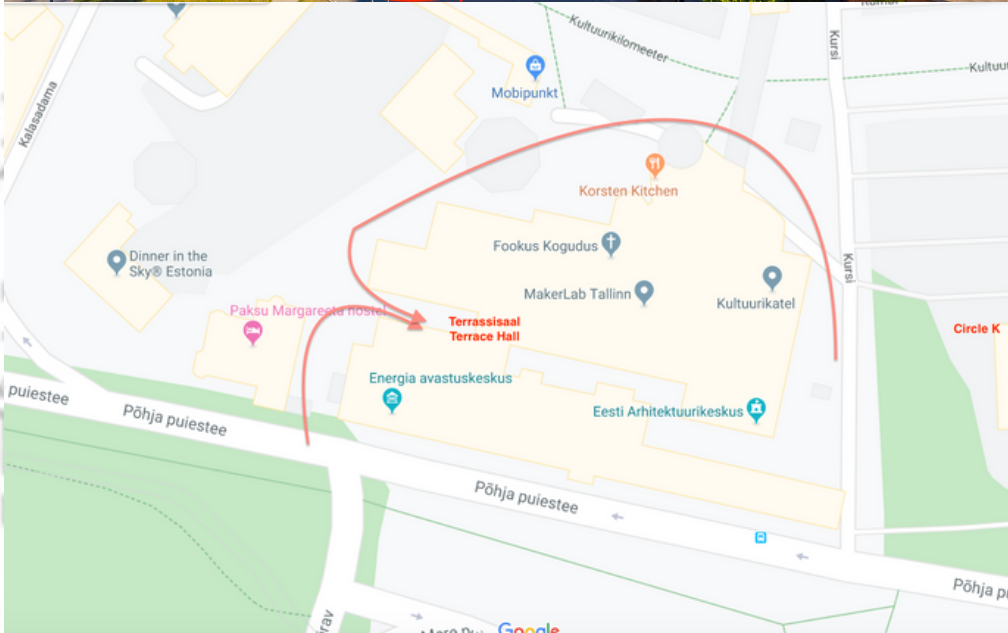 Kultuurikilomeeter
Kursi
Mobipunkt
Kalasadama
Korsten Kitchen
Fookus Kogudus
Dinner in the
Sky® Estonia
MakerLab Tallinn
Kultuurikatel
Kursi
Paksu Margareeta hostel
Terrassisaal
Terrace Hall
Circle K
Energia avastuskeskus
puiestee
Põhja puiestee
Eesti Arhitektuurikeskus
Põhja puiestee
Põhja
Google